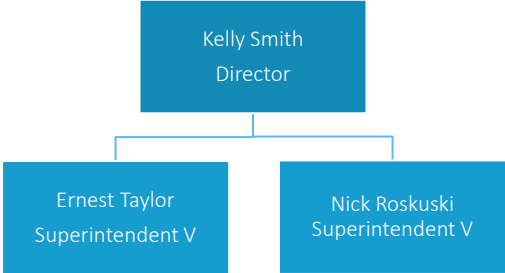 Kelly Smith
Director
Ernest Taylor
Superintendent V
Nick Roskuski
Superintendent V